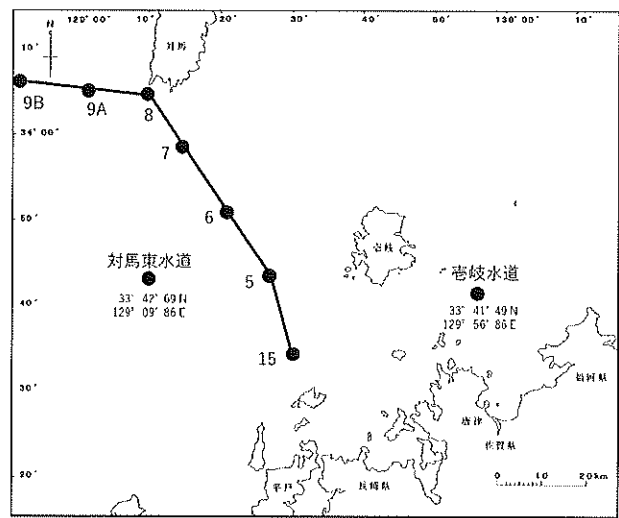 N
129° 00' 10' 20' 30' 40' 50' 130° 00' 10'
10'
対馬
9B
9A
8
34° 00'
7
50'
6
壱岐
対馬東水道
33° 42' 69 N
129° 09' 86 E
5
壱岐水道
33° 41' 49 N
129° 56' 86 E
40'
15
福岡県
30'
唐津
佐賀県
20'
平戸
長崎県
0 10 20km